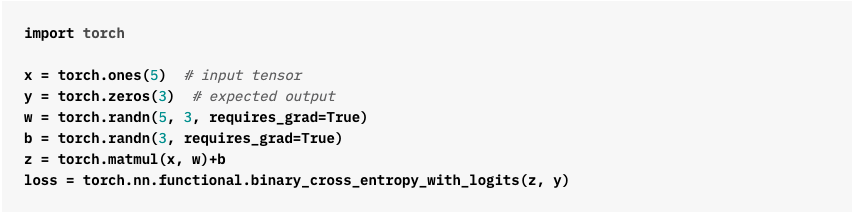 import torch
x = torch.ones(5)  # input tensor
y = torch.zeros(3)  # expected output
w = torch.randn(5, 3, requires_grad=True)
b = torch.randn(3, requires_grad=True)
z = torch.matmul(x, w)+b
loss = torch.nn.functional.binary_cross_entropy_with_logits(z, y)